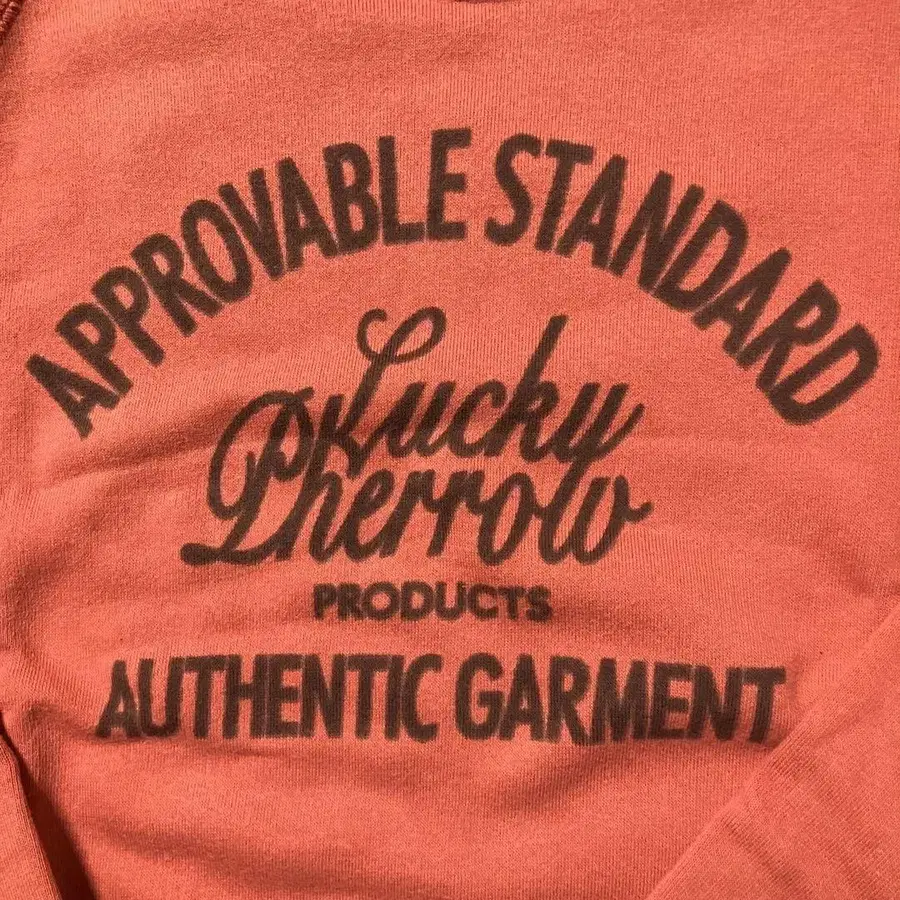 APPROVABLE STANDARD
Lucky
Pherrow
PRODUCTS
AUTHENTIC GARMENT